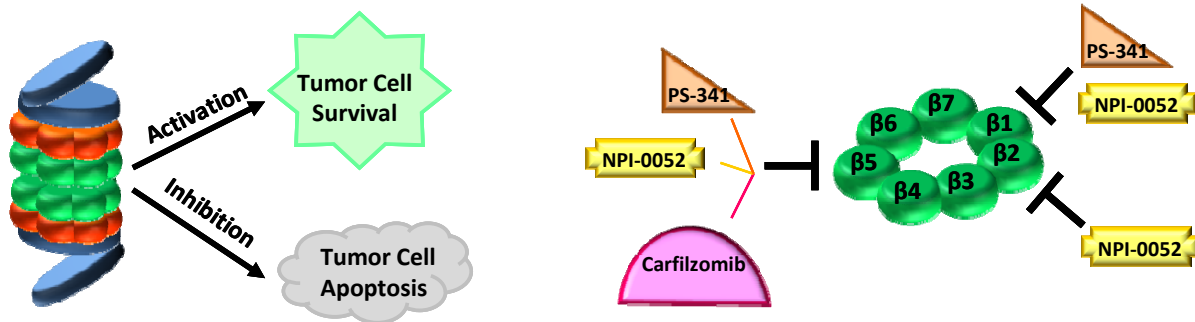 Activation
Tumor Cell
Survival
Inhibition
Tumor Cell
Apoptosis
PS-341
NPI-0052
Carfilzomib
β7
β6
β1
β5
β2
β4
β3
PS-341
NPI-0052
NPI-0052